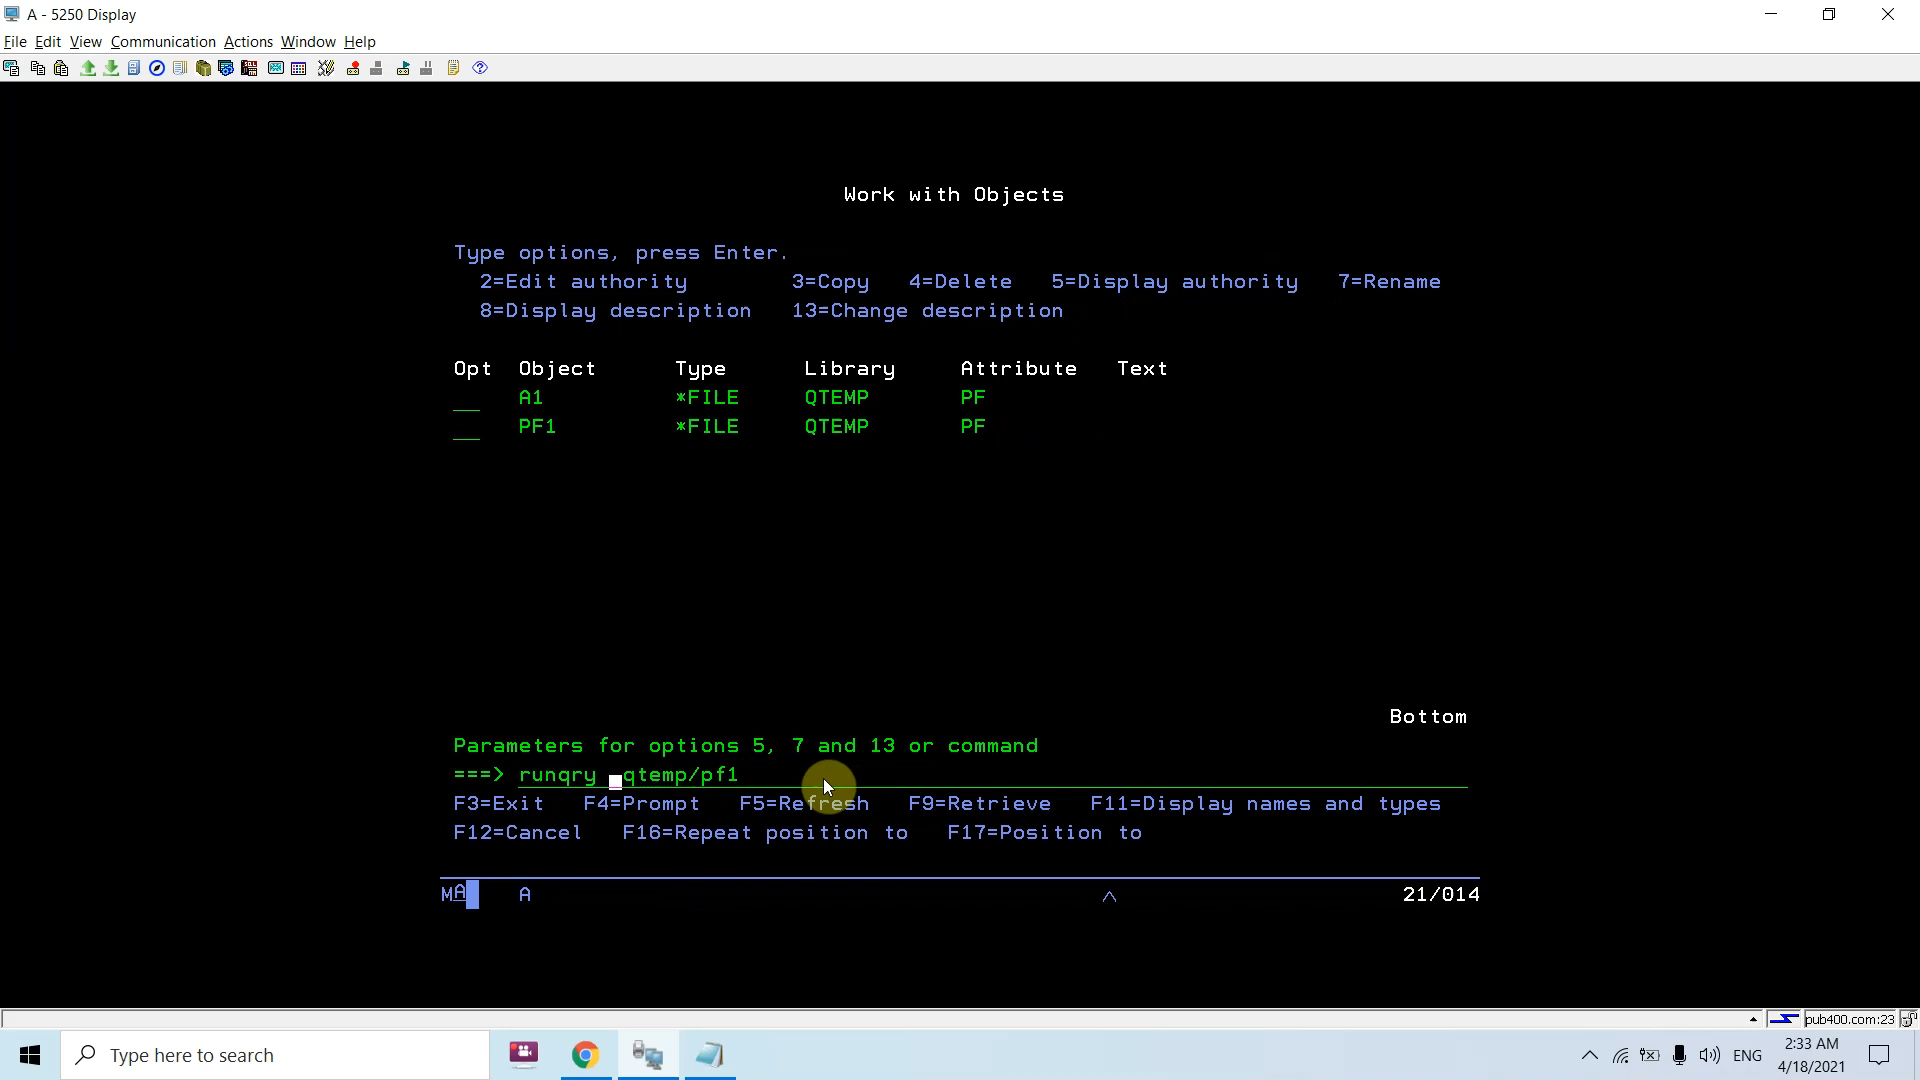 A - 5250 Display
File Edit View Communication Actions Window Help
Work with Objects
Type options, press Enter.
2=Edit authority 3=Copy 4=Delete 5=Display authority 7=Rename
8=Display description 13=Change description
Opt Object Type Library Attribute Text
A1 *FILE QTEMP PF
PF1 *FILE QTEMP PF
Bottom
Parameters for options 5, 7 and 13 or command
===> runqry qtemp/pf1
F3=Exit F4=Prompt F5=Refresh F9=Retrieve F11=Display names and types
F12=Cancel F16=Repeat position to F17=Position to
MA A ^ 21/014
pub400.com:23
Type here to search
ENG
2:33 AM
4/18/2021